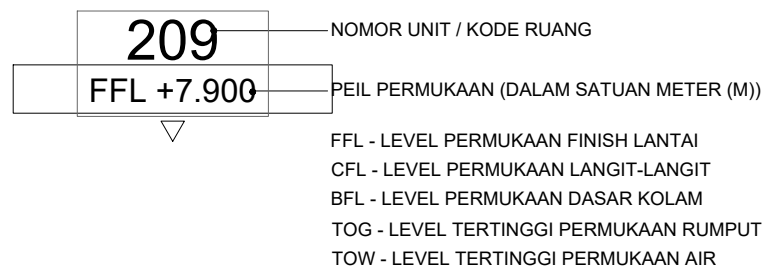 209
NOMOR UNIT / KODE RUANG
FFL +7.900
PEIL PERMUKAAN (DALAM SATUAN METER (M))
FFL - LEVEL PERMUKAAN FINISH LANTAI
CFL - LEVEL PERMUKAAN LANGIT-LANGIT
BFL - LEVEL PERMUKAAN DASAR KOLAM
TOG - LEVEL TERTINGGI PERMUKAAN RUMPUT
TOW - LEVEL TERTINGGI PERMUKAAN AIR